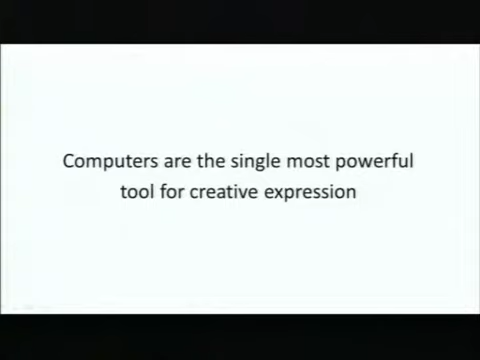 Computers are the single most powerful
tool for creative expression